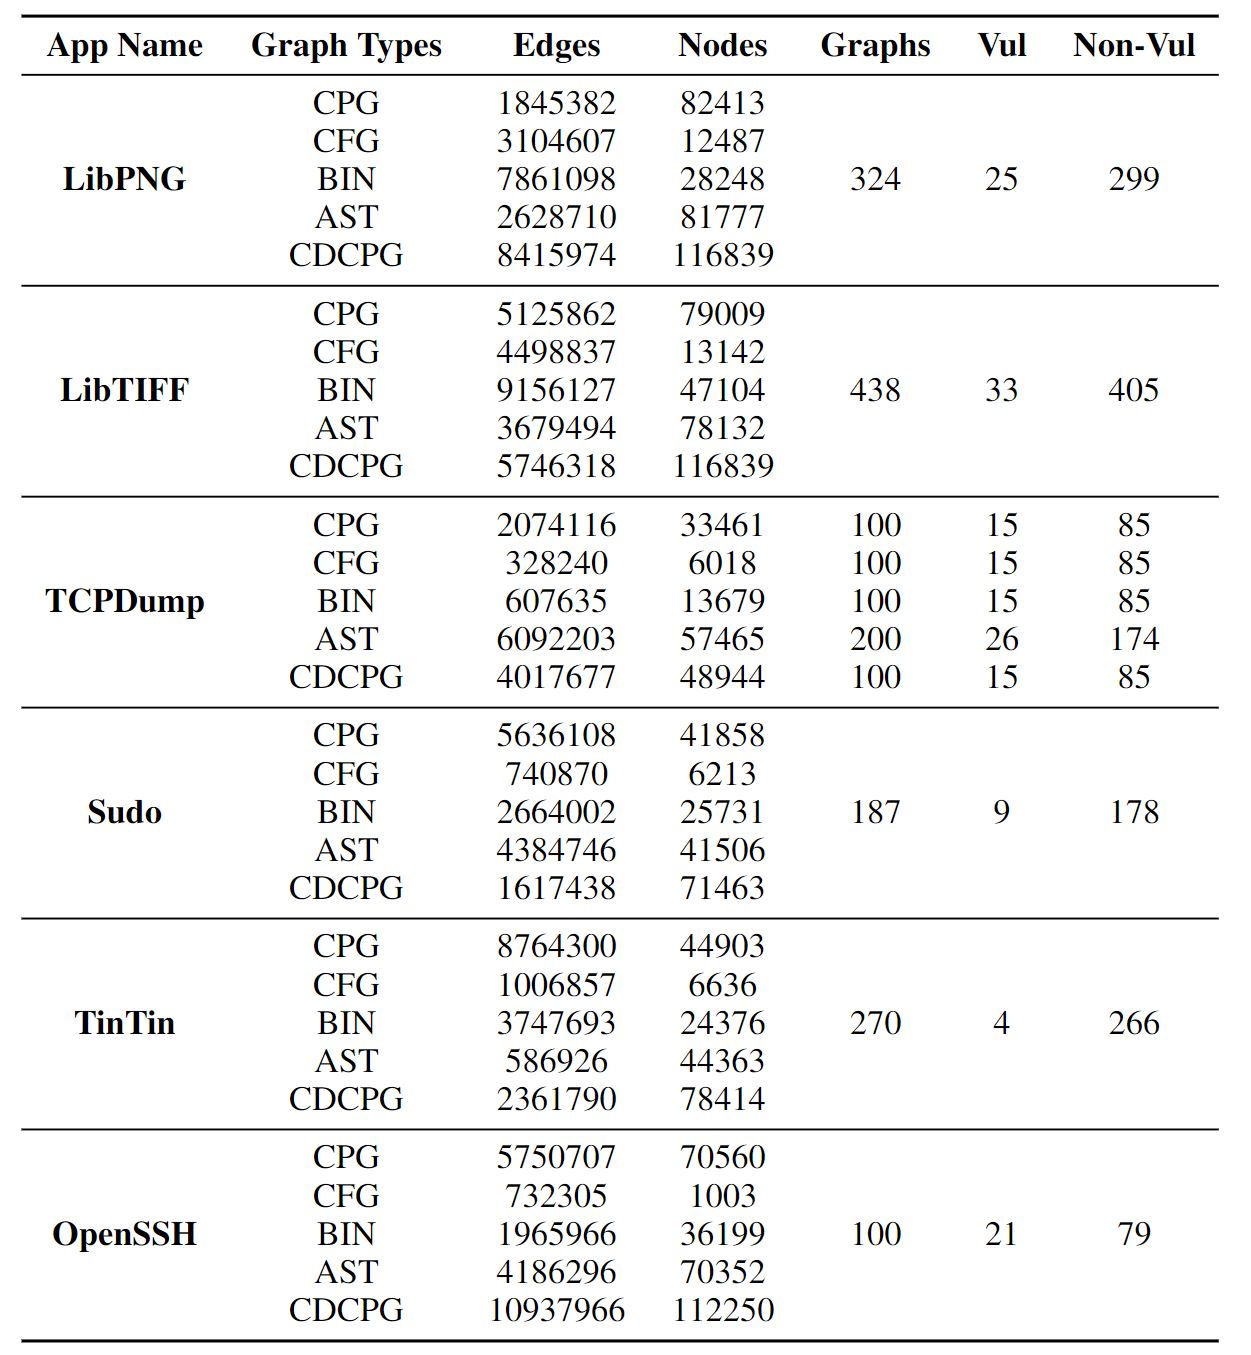 App Name Graph Types Edges Nodes Graphs Vul Non-Vul
CPG 1845382 82413
CFG 3104607 12487
LibPNG BIN 7861098 28248 324 25 299
AST 2628710 81777
CDCPG 8415974 116839
CPG 5125862 79009
CFG 4498837 13142
LibTIFF BIN 9156127 47104 438 33 405
AST 3679494 78132
CDCPG 5746318 116839
CPG 2074116 33461 100 15 85
CFG 328240 6018 100 15 85
TCPDump BIN 607635 13679 100 15 85
AST 6092203 57465 200 26 174
CDCPG 4017677 48944 100 15 85
CPG 5636108 41858
CFG 740870 6213
Sudo BIN 2664002 25731 187 9 178
AST 4384746 41506
CDCPG 1617438 71463
CPG 8764300 44903
CFG 1006857 6636
TinTin BIN 3747693 24376 270 4 266
AST 586926 44363
CDCPG 2361790 78414
CPG 5750707 70560
CFG 732305 1003
OpenSSH BIN 1965966 36199 100 21 79
AST 4186296 70352
CDCPG 10937966 112250